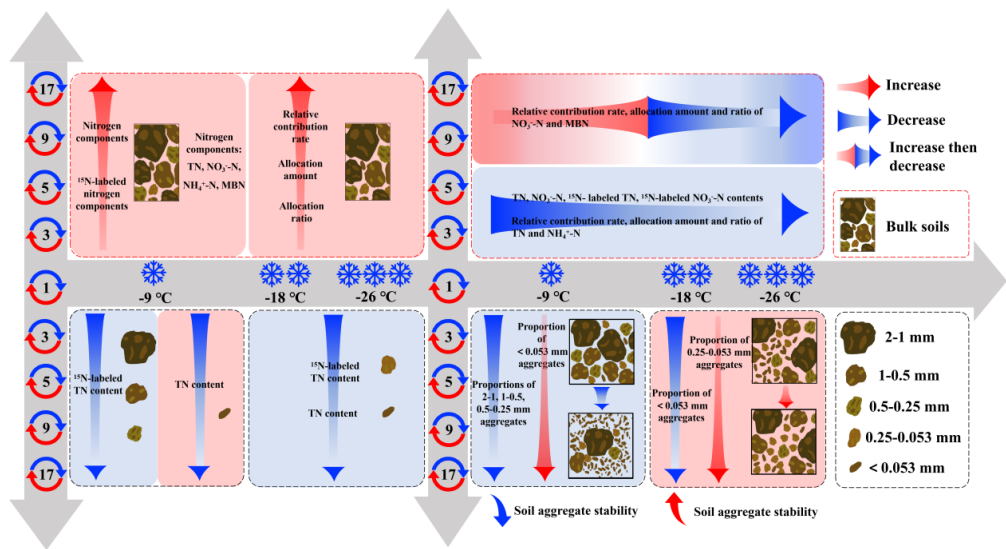 17
9
5
3
1
3
5
9
17
Nitrogen
components
¹⁵N-labeled
nitrogen
components
Nitrogen
components:
TN, NO₃⁻-N,
NH₄⁺-N, MBN
Relative
contribution
rate
Allocation
amount
Allocation
ratio
-9 °C
-18 °C
-26 °C
¹⁵N-labeled
TN content
TN content
¹⁵N-labeled
TN content
TN content
17
9
5
3
1
3
5
9
17
Relative contribution rate, allocation amount and ratio of
NO₃⁻-N and MBN
TN, NO₃⁻-N, ¹⁵N- labeled TN, ¹⁵N-labeled NO₃⁻-N contents
Relative contribution rate, allocation amount and ratio of
TN and NH₄⁺-N
-9 °C
-18 °C
-26 °C
Proportion
of
< 0.053 mm
aggregates
Proportions of
2-1, 1-0.5,
0.5-0.25 mm
aggregates
Proportion of
0.25-0.053 mm
aggregates
Proportion of
< 0.053 mm
aggregates
Soil aggregate stability
Soil aggregate stability
Increase
Decrease
Increase then
decrease
Bulk soils
2-1 mm
1-0.5 mm
0.5-0.25 mm
0.25-0.053 mm
< 0.053 mm